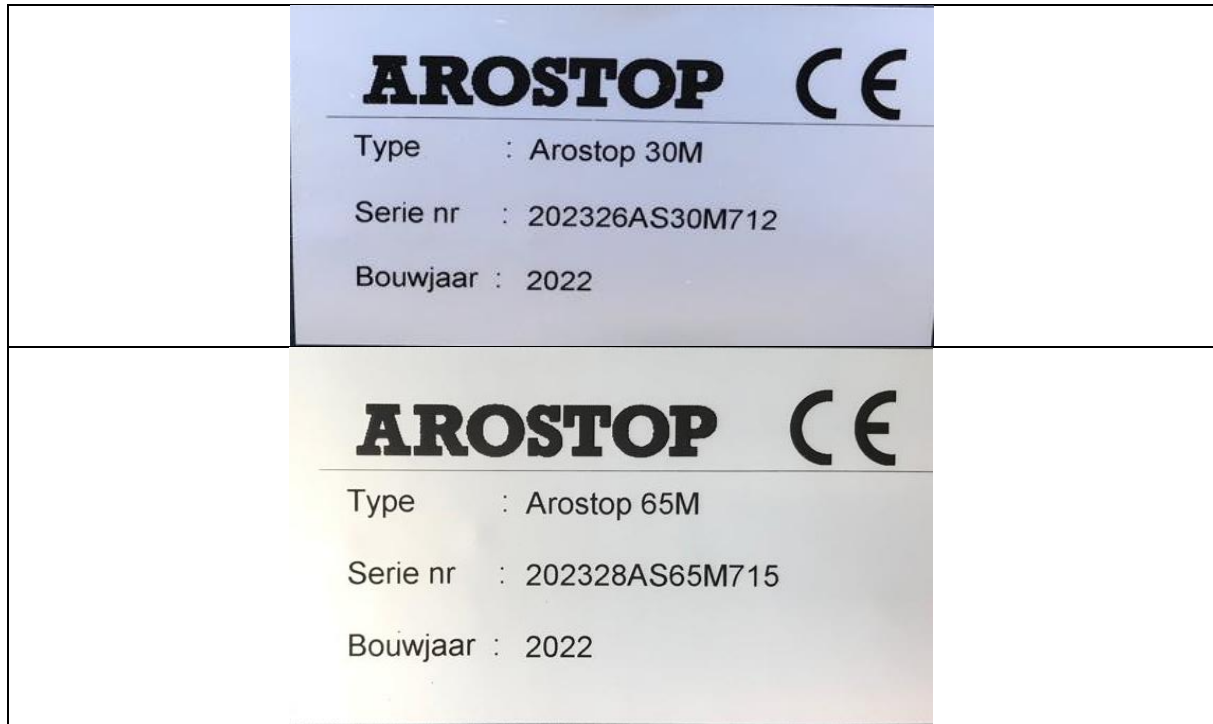 AROSTOP CE
Type : Arostop 30M
Serie nr : 202326AS30M712
Bouwjaar : 2022
AROSTOP CE
Type : Arostop 65M
Serie nr : 202328AS65M715
Bouwjaar : 2022